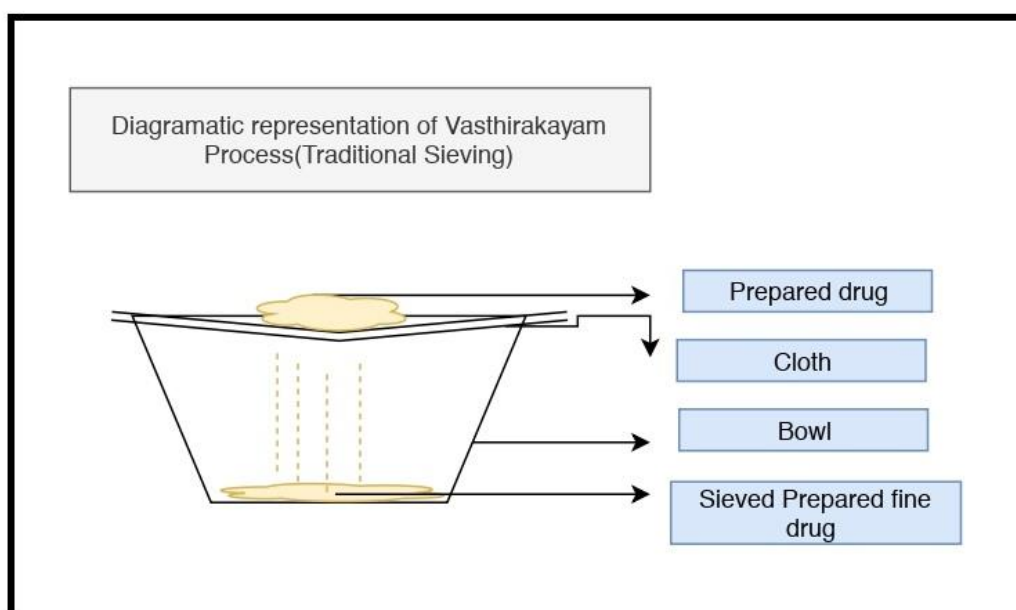 Diagramatic representation of Vasthirakayam
Process(Traditional Sieving)
Prepared drug
Cloth
Bowl
Sieved Prepared fine
drug